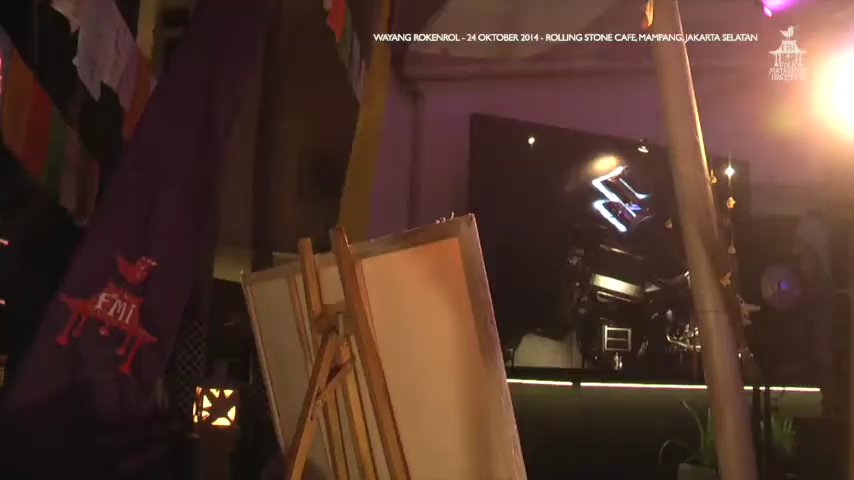 WAYANG ROKENROL - 24 OKTOBER 2014 - ROLLING STONE CAFE, MAMPANG, JAKARTA SELATAN
FMI